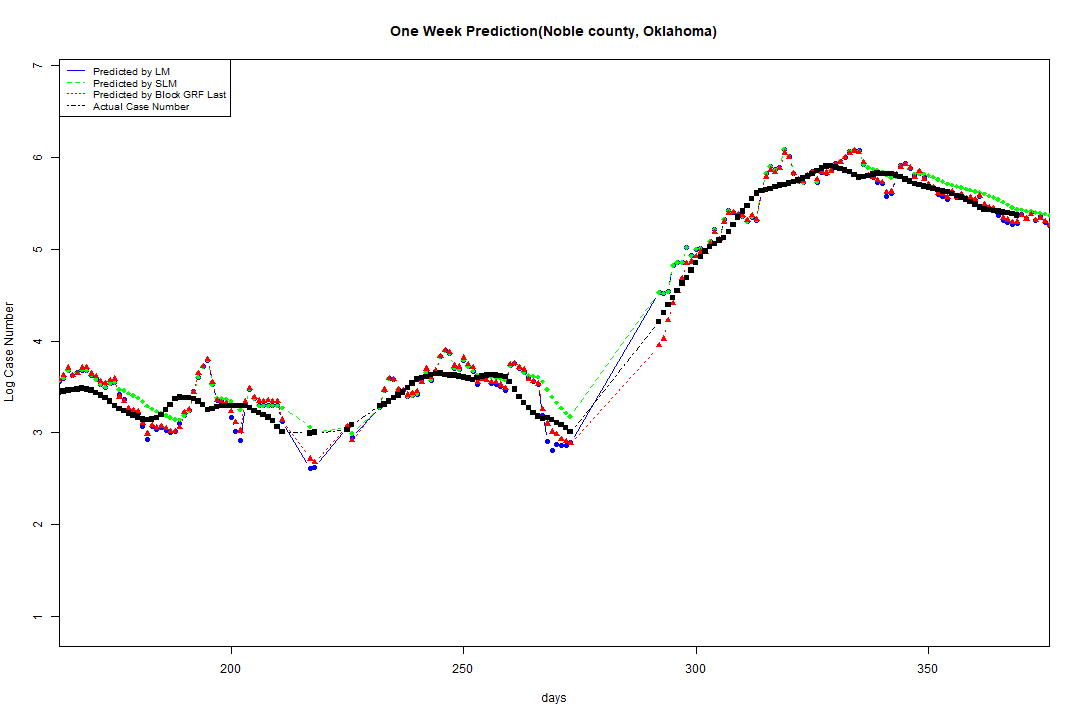 One Week Prediction(Noble county, Oklahoma)
Predicted by LM
Predicted by SLM
Predicted by Block GRF Last
Actual Case Number
7
6
5
4
3
2
1
Log Case Number
200
250
300
350
days